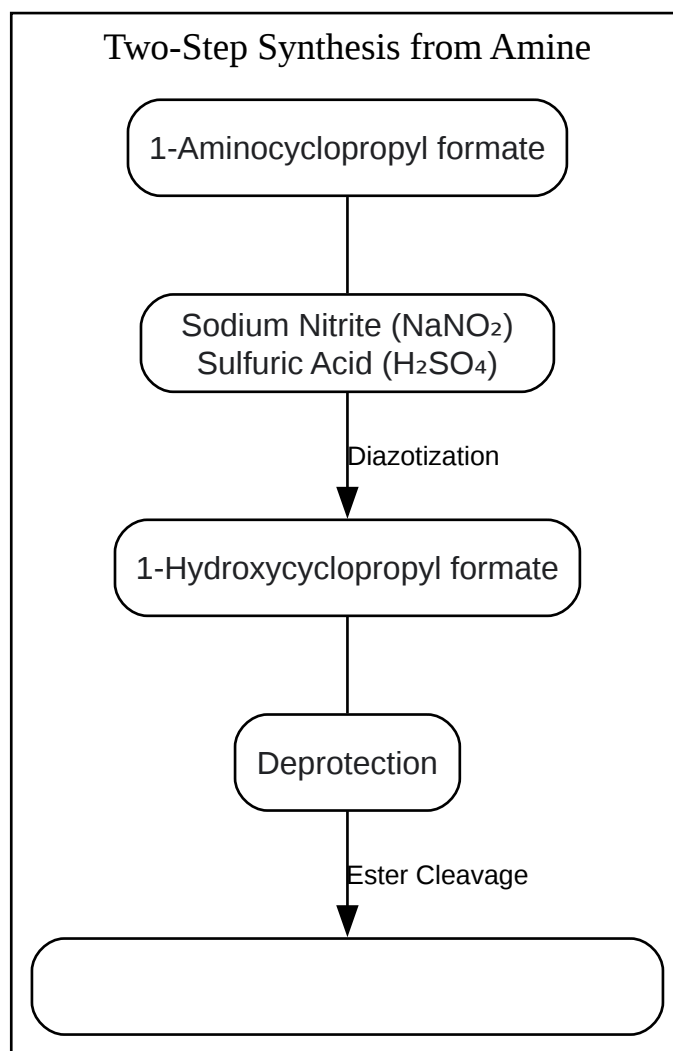 Two-Step Synthesis from Amine
1-Aminocyclopropyl formate
Sodium Nitrite (NaNO₂)
Sulfuric Acid (H₂SO₄)
Diazotization
1-Hydroxycyclopropyl formate
Deprotection
Ester Cleavage